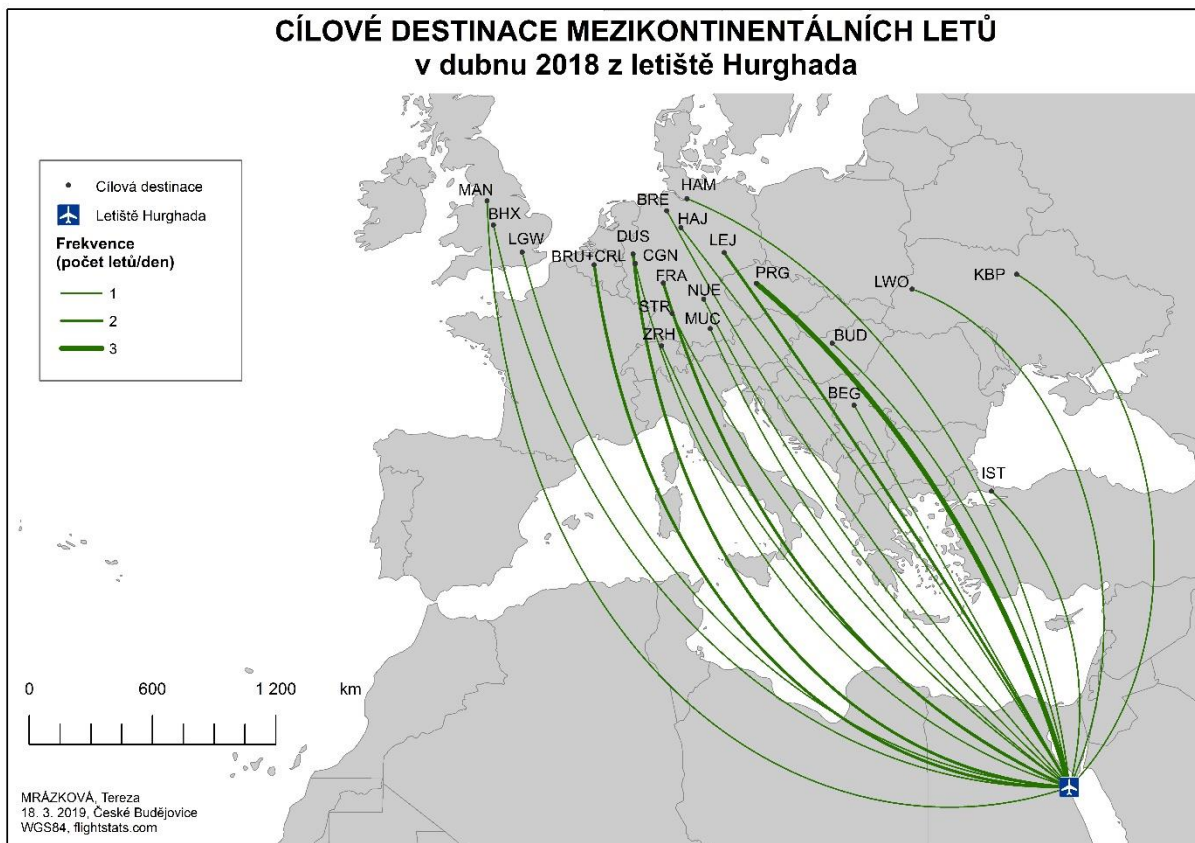 CÍLOVÉ DESTINACE MEZIKONTINENTÁLNÍCH LETŮ
v dubnu 2018 z letiště Hurghada
Cílová destinace
Letiště Hurghada
Frekvence
(počet letů/den)
1
2
3
MAN
BHX
LGW
BRU+CRL
BRE
HAM
HAJ
DUS
CGN
LEJ
FRA
PRG
NUE
STR
MUC
ZRH
LWO
KBP
BUD
BEG
IST
0 600 1 200 km
MRÁZKOVÁ, Tereza
18. 3. 2019, České Budějovice
WGS84, flightstats.com